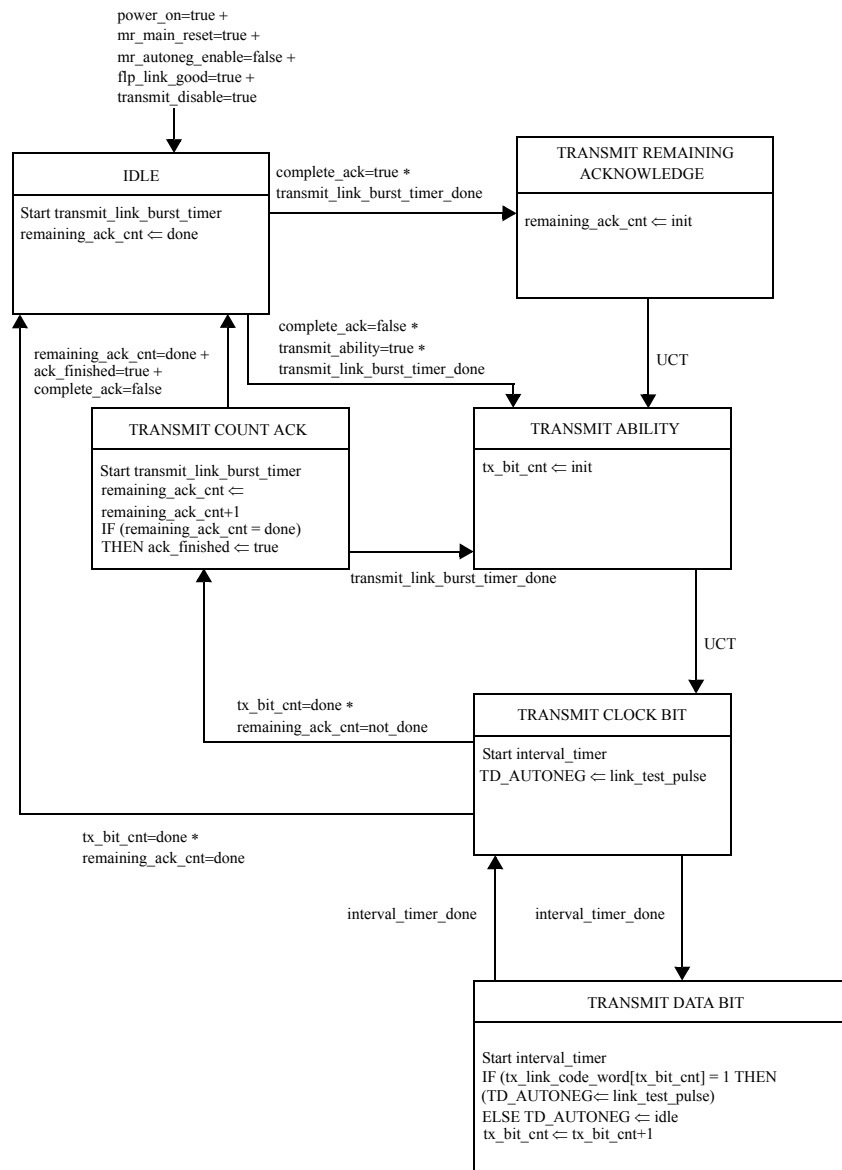 power_on=true +
mr_main_reset=true +
mr_autoneg_enable=false +
flp_link_good=true +
transmit_disable=true
IDLE
Start transmit_link_burst_timer
remaining_ack_cnt ⇐ done
complete_ack=true *
transmit_link_burst_timer_done
TRANSMIT REMAINING
ACKNOWLEDGE
remaining_ack_cnt ⇐ init
remaining_ack_cnt=done +
ack_finished=true +
complete_ack=false
complete_ack=false *
transmit_ability=true *
transmit_link_burst_timer_done
UCT
TRANSMIT COUNT ACK
Start transmit_link_burst_timer
remaining_ack_cnt ⇐
remaining_ack_cnt+1
IF (remaining_ack_cnt = done)
THEN ack_finished ⇐ true
TRANSMIT ABILITY
tx_bit_cnt ⇐ init
transmit_link_burst_timer_done
UCT
tx_bit_cnt=done *
remaining_ack_cnt=not_done
TRANSMIT CLOCK BIT
Start interval_timer
TD_AUTONEG ⇐ link_test_pulse
tx_bit_cnt=done *
remaining_ack_cnt=done
interval_timer_done
interval_timer_done
TRANSMIT DATA BIT
Start interval_timer
IF (tx_link_code_word[tx_bit_cnt] = 1 THEN
(TD_AUTONEG⇐ link_test_pulse)
ELSE TD_AUTONEG ⇐ idle
tx_bit_cnt ⇐ tx_bit_cnt+1